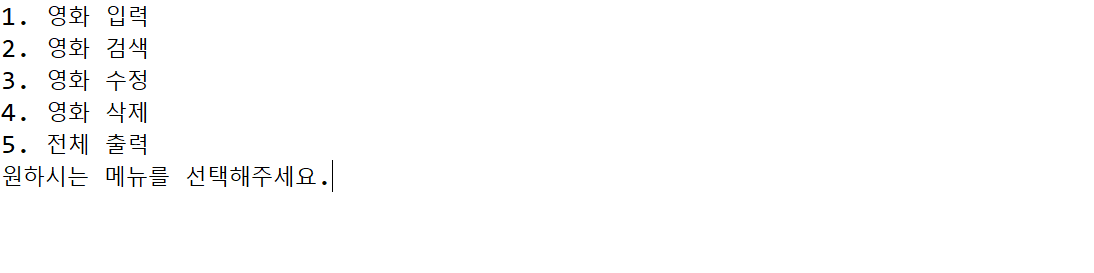 1. 영화 입력
2. 영화 검색
3. 영화 수정
4. 영화 삭제
5. 전체 출력
원하시는 메뉴를 선택해주세요.